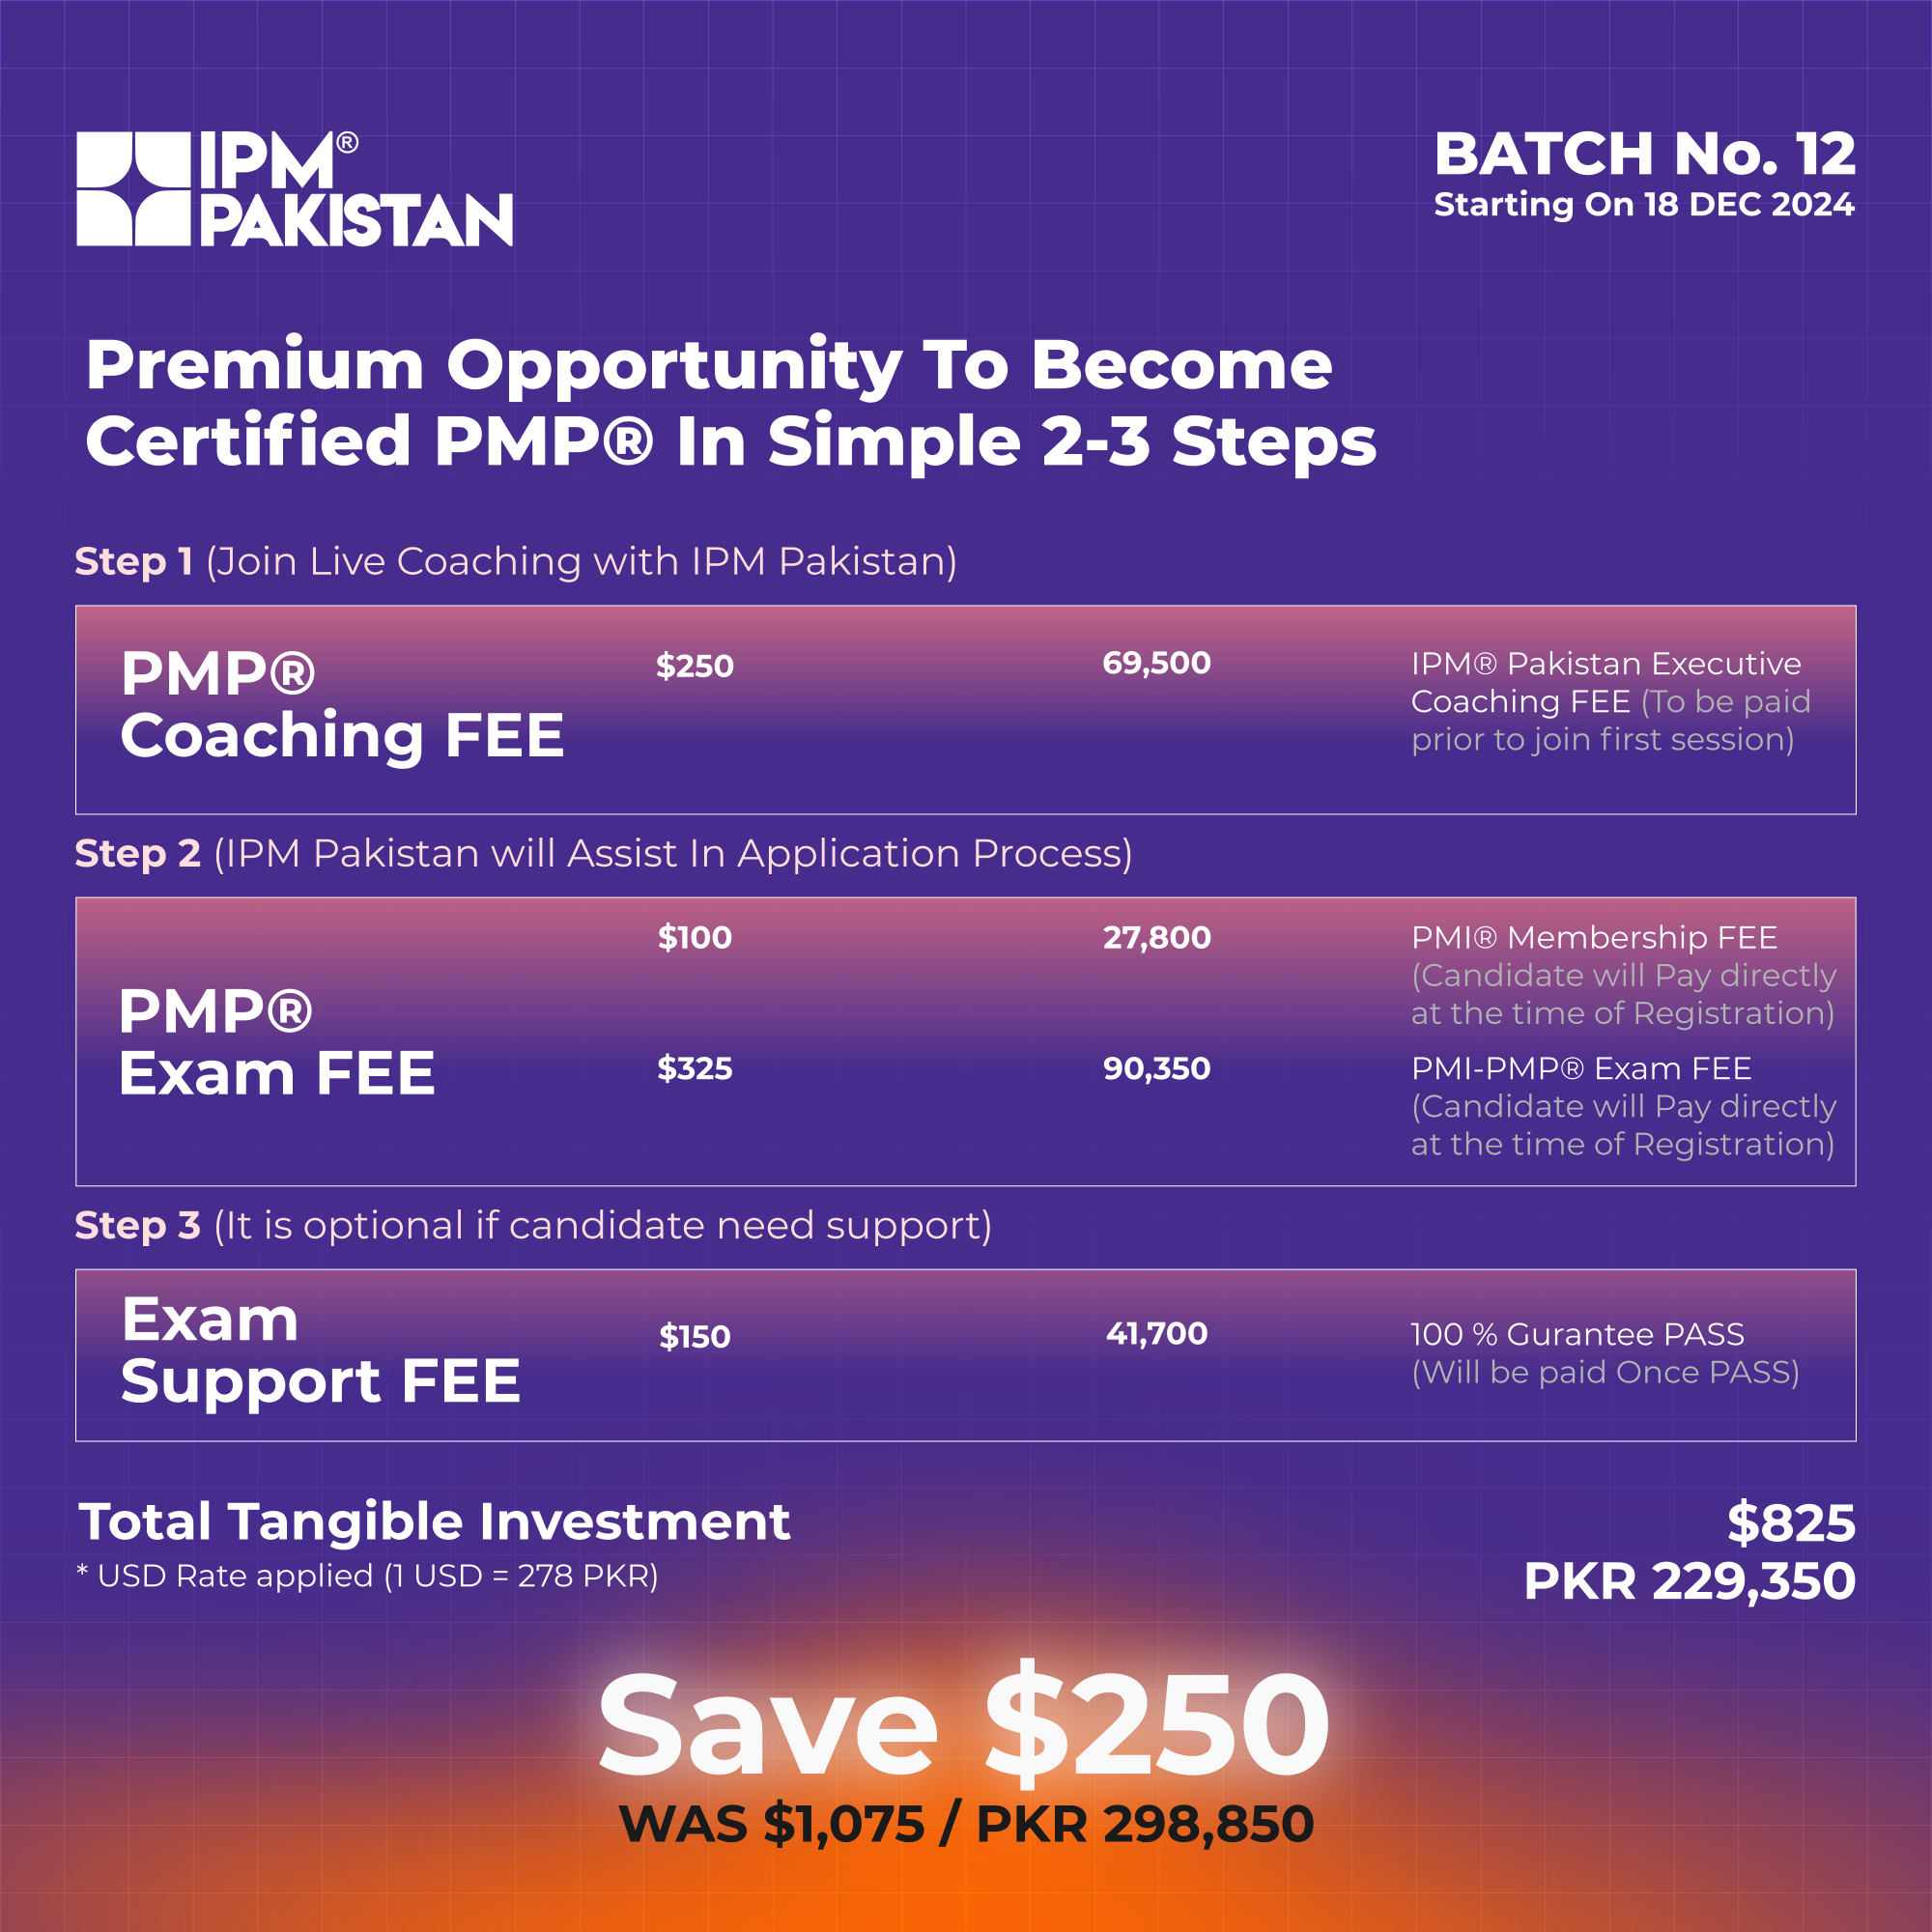 IPM®
PAKISTAN
BATCH No. 12
Starting On 18 DEC 2024
Premium Opportunity To Become
Certified PMP® In Simple 2-3 Steps
Step 1 (Join Live Coaching with IPM Pakistan)
PMP®
Coaching FEE
$250
69,500
IPM® Pakistan Executive
Coaching FEE (To be paid
prior to join first session)
Step 2 (IPM Pakistan will Assist In Application Process)
PMP®
Exam FEE
$100
27,800
PMI® Membership FEE
(Candidate will Pay directly
at the time of Registration)
$325
90,350
PMI-PMP® Exam FEE
(Candidate will Pay directly
at the time of Registration)
Step 3 (It is optional if candidate need support)
Exam
Support FEE
$150
41,700
100 % Gurantee PASS
(Will be paid Once PASS)
Total Tangible Investment
* USD Rate applied (1 USD = 278 PKR)
$825
PKR 229,350
Save $250
WAS $1,075 / PKR 298,850